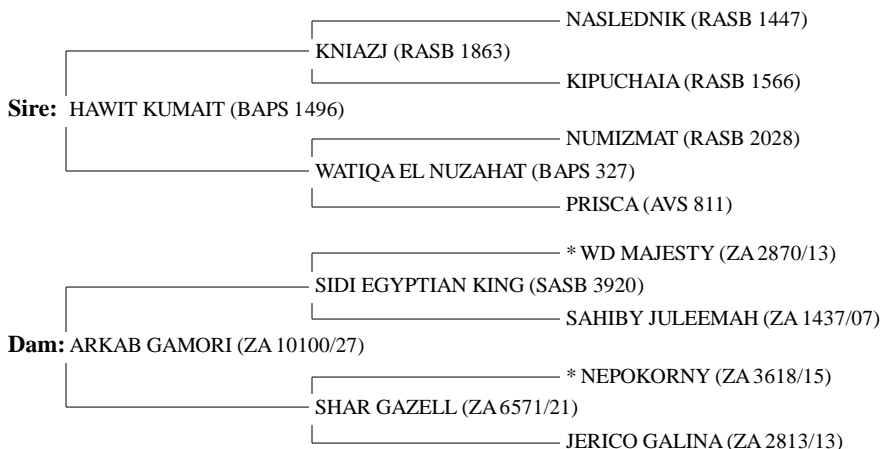 NASLEDNIK (RASB 1447)
KNIAZJ (RASB 1863)
KIPUCHAIA (RASB 1566)
Sire: HAWIT KUMAIT (BAPS 1496)
NUMIZMAT (RASB 2028)
WATIQA EL NUZAHAT (BAPS 327)
PRISCA (AVS 811)
* WD MAJESTY (ZA 2870/13)
SIDI EGYPTIAN KING (SASB 3920)
SAHIBY JULEEMAH (ZA 1437/07)
Dam: ARKAB GAMORI (ZA 10100/27)
* NEPOKORNY (ZA 3618/15)
SHAR GAZELL (ZA 6571/21)
JERICO GALINA (ZA 2813/13)